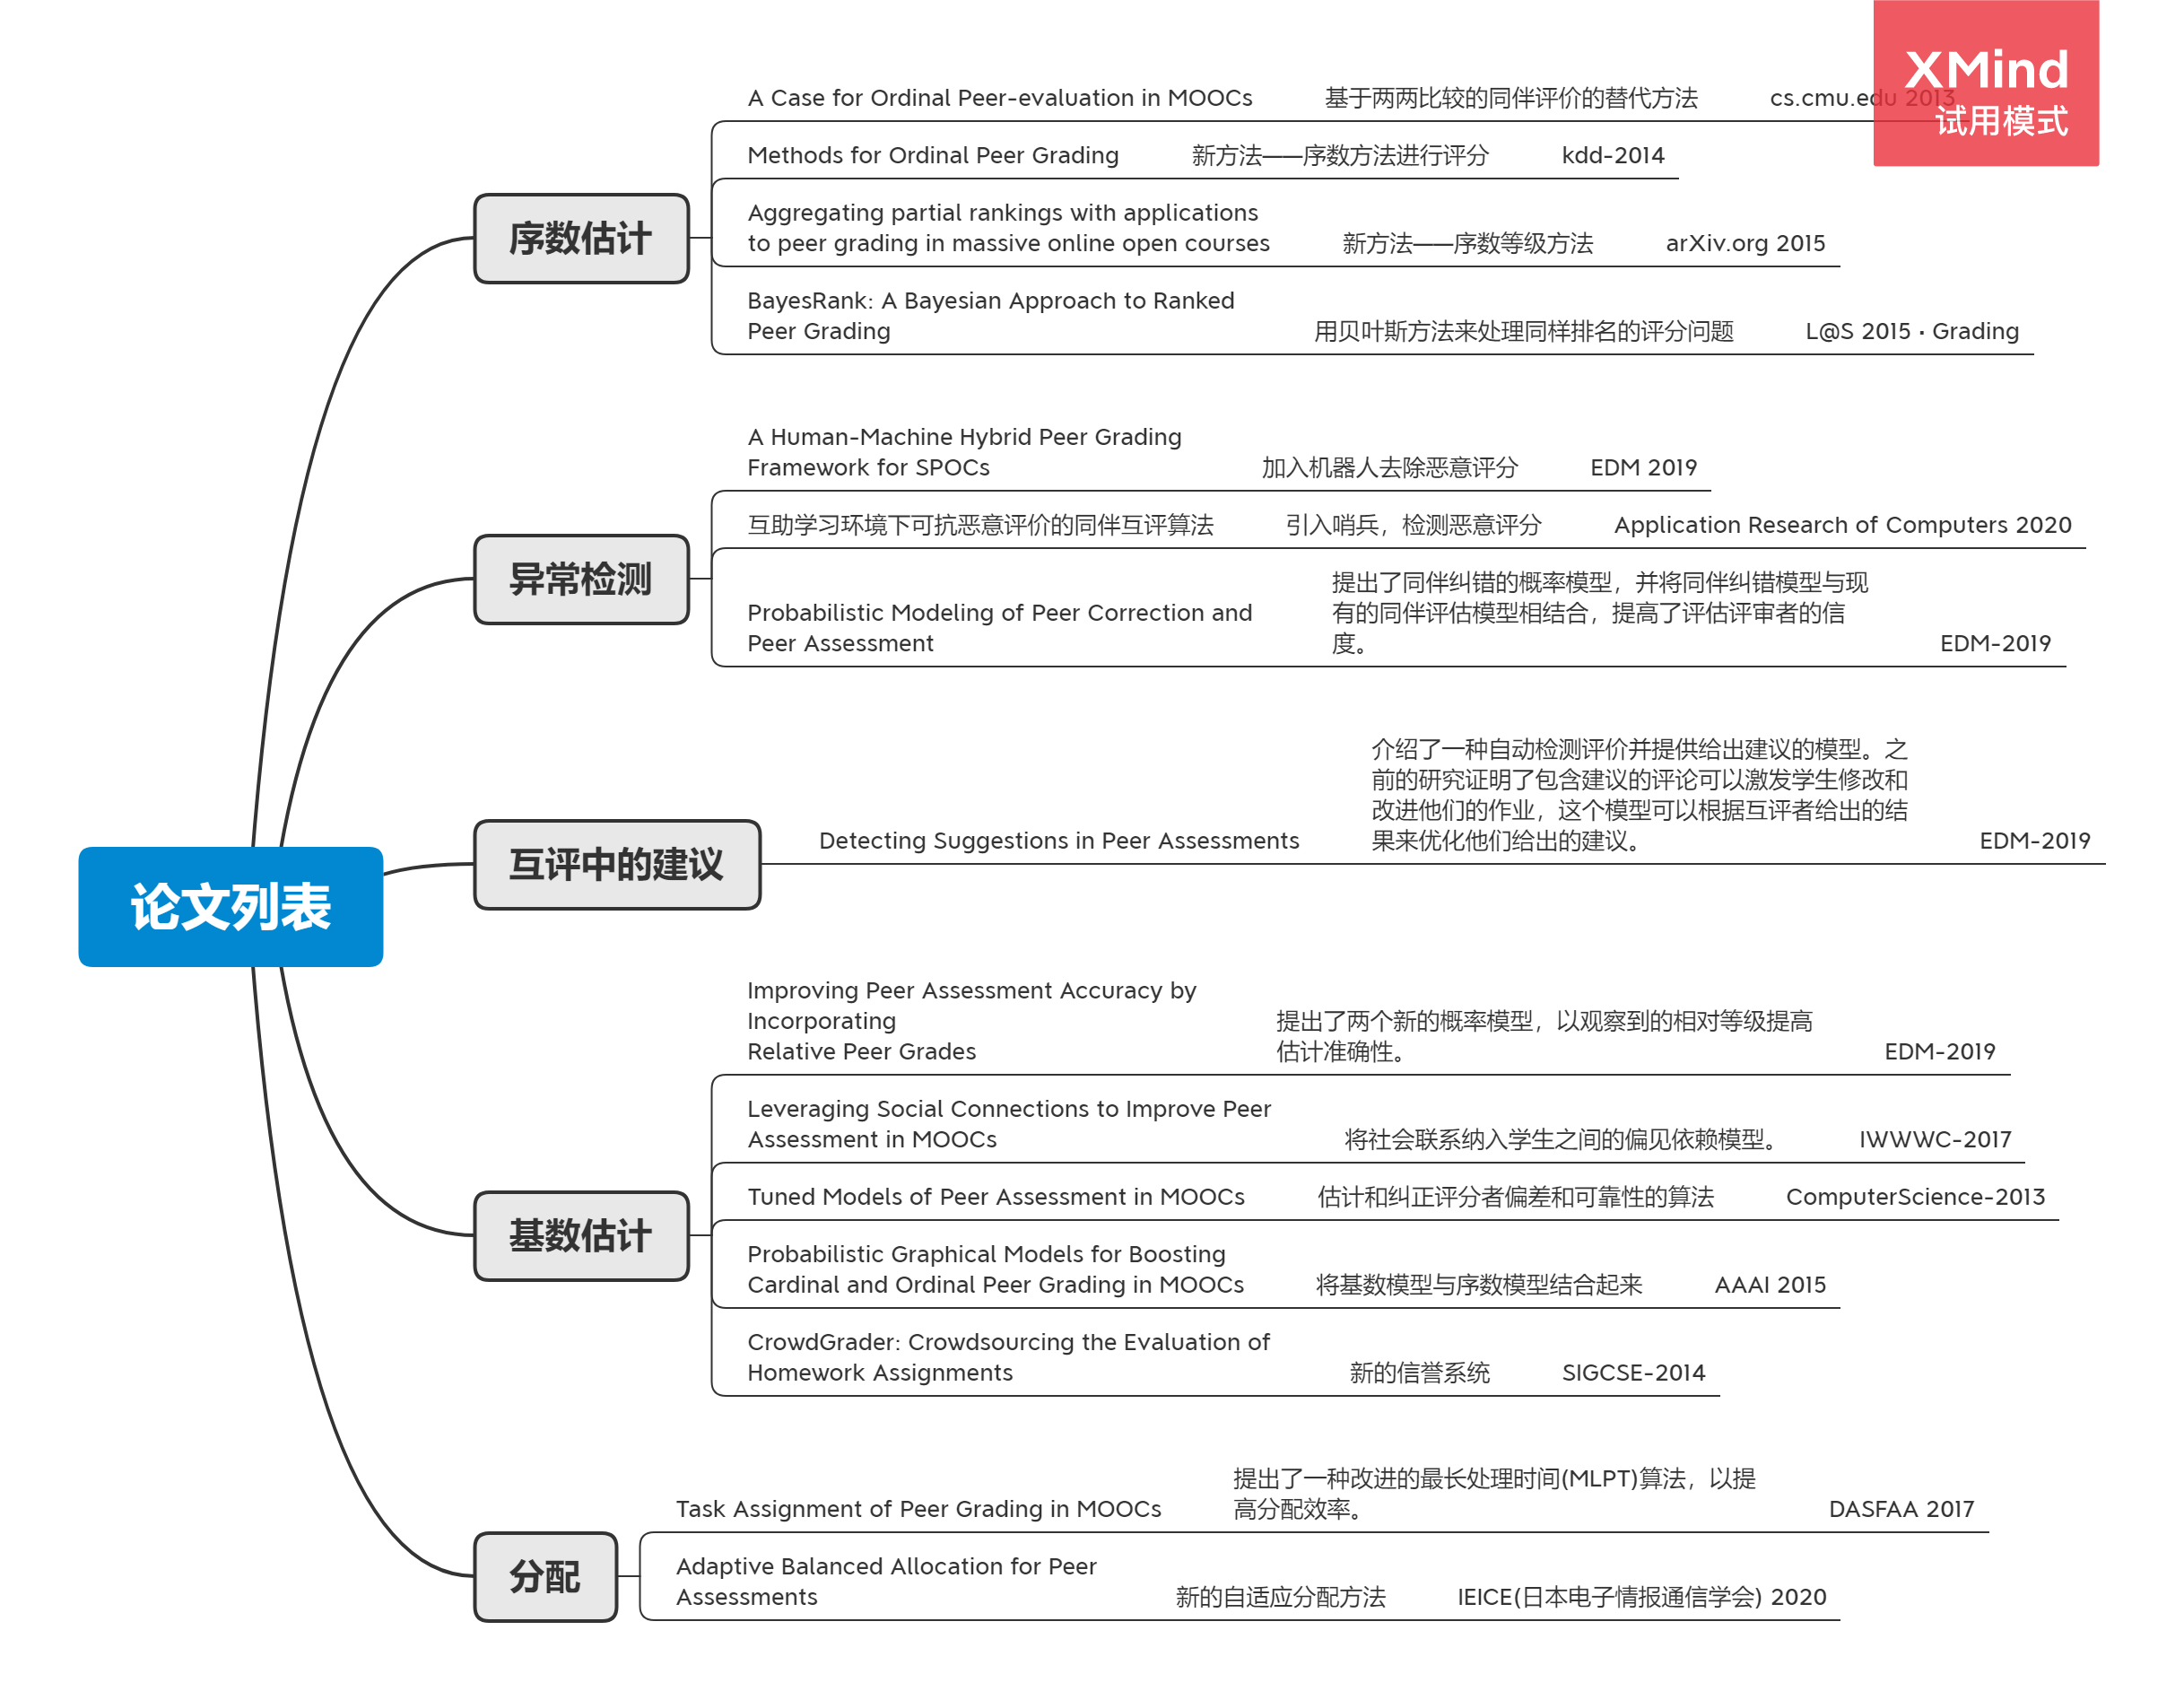 XMind
试用模式
论文列表
序数估计
A Case for Ordinal Peer-evaluation in MOOCs 基于两两比较的同伴评价的替代方法 cs.cmu.edu 2013
Methods for Ordinal Peer Grading 新方法——序数方法进行评分 kdd-2014
Aggregating partial rankings with applications
to peer grading in massive online open courses 新方法——序数等级方法 arXiv.org 2015
BayesRank: A Bayesian Approach to Ranked
Peer Grading 用贝叶斯方法来处理同样排名的评分问题 L@S 2015 · Grading
异常检测
A Human-Machine Hybrid Peer Grading
Framework for SPOCs 加入机器人去除恶意评分 EDM 2019
互助学习环境下可抗恶意评价的同伴互评算法 引入哨兵，检测恶意评分 Application Research of Computers 2020
Probabilistic Modeling of Peer Correction and
Peer Assessment
提出了同伴纠错的概率模型，并将同伴纠错模型与现
有的同伴评估模型相结合，提高了评估评审者的信
度。
EDM-2019
互评中的建议
Detecting Suggestions in Peer Assessments
介绍了一种自动检测评价并提供给出建议的模型。之
前的研究证明了包含建议的评论可以激发学生修改和
改进他们的作业，这个模型可以根据互评者给出的结
果来优化他们给出的建议。
EDM-2019
基数估计
Improving Peer Assessment Accuracy by
Incorporating
Relative Peer Grades
提出了两个新的概率模型，以观察到的相对等级提高
估计准确性。
EDM-2019
Leveraging Social Connections to Improve Peer
Assessment in MOOCs 将社会联系纳入学生之间的偏见依赖模型。 IWWWC-2017
Tuned Models of Peer Assessment in MOOCs 估计和纠正评分者偏差和可靠性的算法 ComputerScience-2013
Probabilistic Graphical Models for Boosting
Cardinal and Ordinal Peer Grading in MOOCs 将基数模型与序数模型结合起来 AAAI 2015
CrowdGrader: Crowdsourcing the Evaluation of
Homework Assignments 新的信誉系统 SIGCSE-2014
分配
Task Assignment of Peer Grading in MOOCs
提出了一种改进的最长处理时间(MLPT)算法，以提
高分配效率。
DASFAA 2017
Adaptive Balanced Allocation for Peer
Assessments 新的自适应分配方法 IEICE(日本电子情报通信学会) 2020